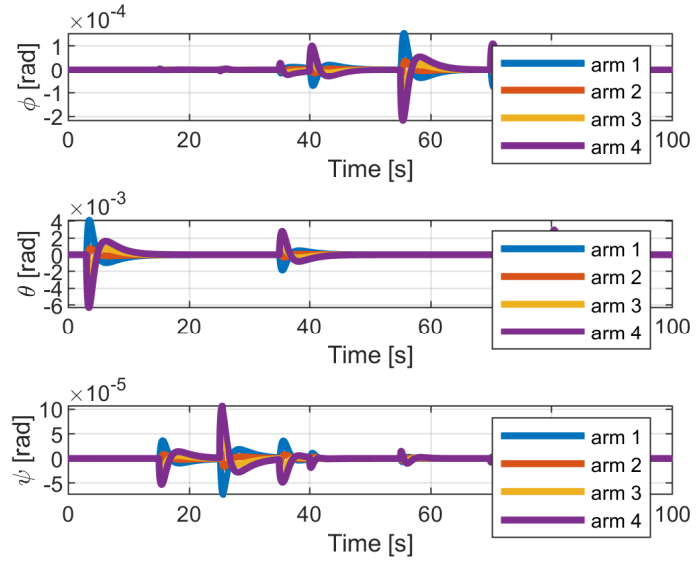 ×10⁻⁴
1
0
-1
-2
ϕ [rad]
0 20 40 60 100
Time [s]
arm 1
arm 2
arm 3
arm 4
×10⁻³
4
2
0
-2
-4
-6
θ [rad]
0 20 40 60 100
Time [s]
arm 1
arm 2
arm 3
arm 4
×10⁻⁵
10
5
0
-5
ψ [rad]
0 20 40 60 100
Time [s]
arm 1
arm 2
arm 3
arm 4